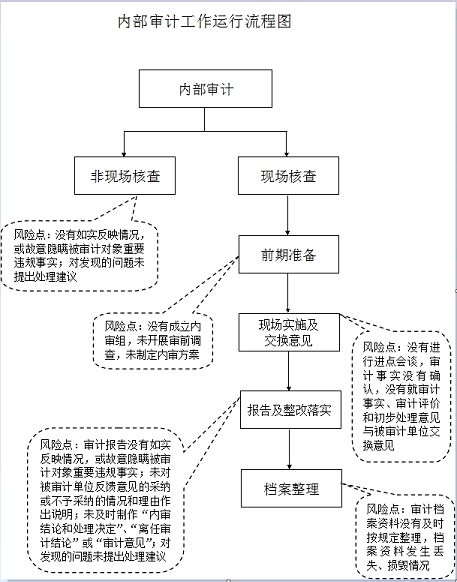 内部审计工作运行流程图
内部审计
非现场核查
现场核查
风险点：没有如实反映情况，
或故意隐瞒被审计对象重要
违规事实；对发现的问题未
提出处理建议
前期准备
风险点：没有成立内
审组，未开展审前调
查，未制定内审方案
现场实施及
交换意见
风险点：没有进
行进点会谈，审
计事实没有确
认，没有就审计
事实、审计评价
和初步处理意见
与被审计单位交
换意见
报告及整改落实
风险点：审计报告没有如实
反映情况，或故意隐瞒被审
计对象重要违规事实；未对
被审计单位反馈意见的采纳
或不予采纳的情况和理由作
出说明；未及时制作“内审
结论和处理决定”、“离任审
计结论”或“审计意见”；对
发现的问题未提出处理建议
档案整理
风险点：审计档
案资料没有及时
按规定整理，档
案资料发生丢
失、损毁情况